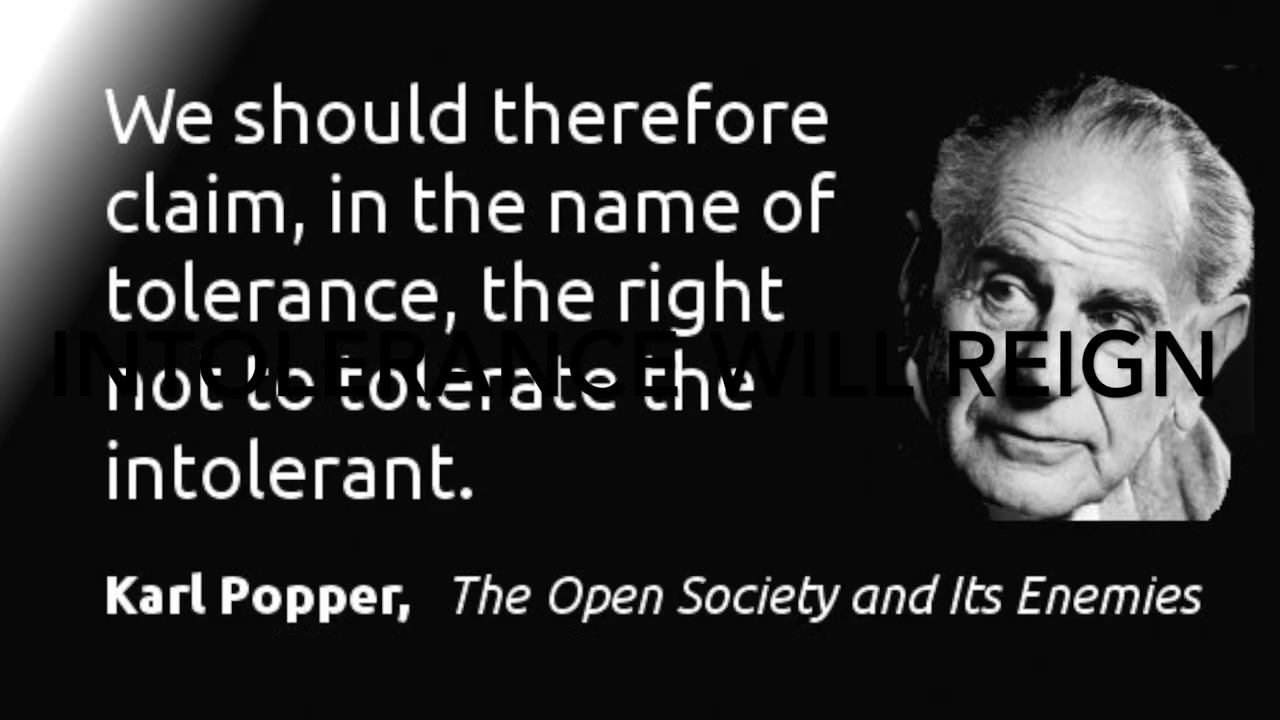 We should therefore
claim, in the name of
tolerance, the right
INTOLERANCE WILL REIGN
not to tolerate the
intolerant.
Karl Popper, The Open Society and Its Enemies